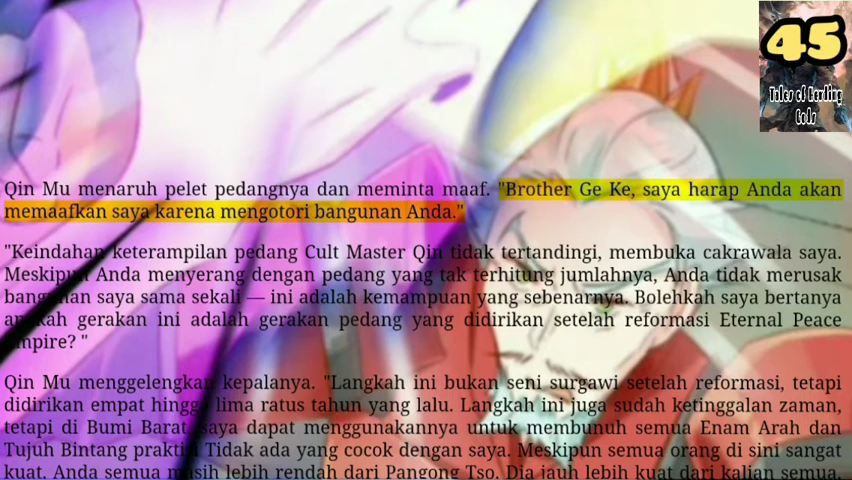 45
Tales of Herding
Gods
Qin Mu menaruh pelet pedangnya dan meminta maaf. "Brother Ge Ke, saya harap Anda akan
memaafkan saya karena mengotori bangunan Anda."
"Keindahan keterampilan pedang Cult Master Qin tidak tertandingi, membuka cakrawala saya.
Meskipun Anda menyerang dengan pedang yang tak terhitung jumlahnya, Anda tidak merusak
bangunan saya sama sekali — ini adalah kemampuan yang sebenarnya. Bolehkah saya bertanya
apakah gerakan ini adalah gerakan pedang yang didirikan setelah reformasi Eternal Peace
Empire? "
Qin Mu menggelengkan kepalanya. "Langkah ini bukan seni surgawi setelah reformasi, tetapi
didirikan empat hingga lima ratus tahun yang lalu. Langkah ini juga sudah ketinggalan zaman,
tetapi di Bumi Barat, saya dapat menggunakannya untuk membunuh semua Enam Arah dan
Tujuh Bintang praktisi Tidak ada yang cocok dengan saya. Meskipun semua orang di sini sangat
kuat, Anda semua masih lebih rendah dari Pangong Tso. Dia jauh lebih kuat dari kalian semua,